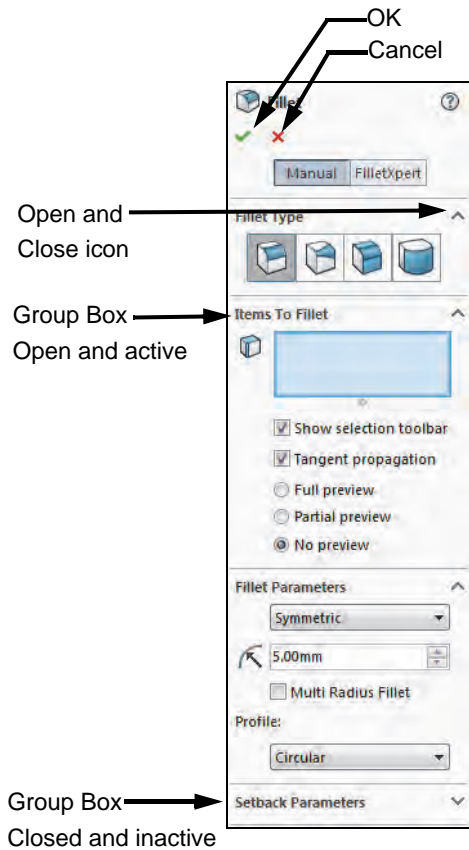 OK
Cancel
Fillet
Manual FilletXpert
Open and
Close icon
Fillet Type
Group Box
Open and active
Items To Fillet
Show selection toolbar
Tangent propagation
Full preview
Partial preview
No preview
Fillet Parameters
Symmetric
5.00mm
Multi Radius Fillet
Profile:
Circular
Group Box
Closed and inactive
Setback Parameters